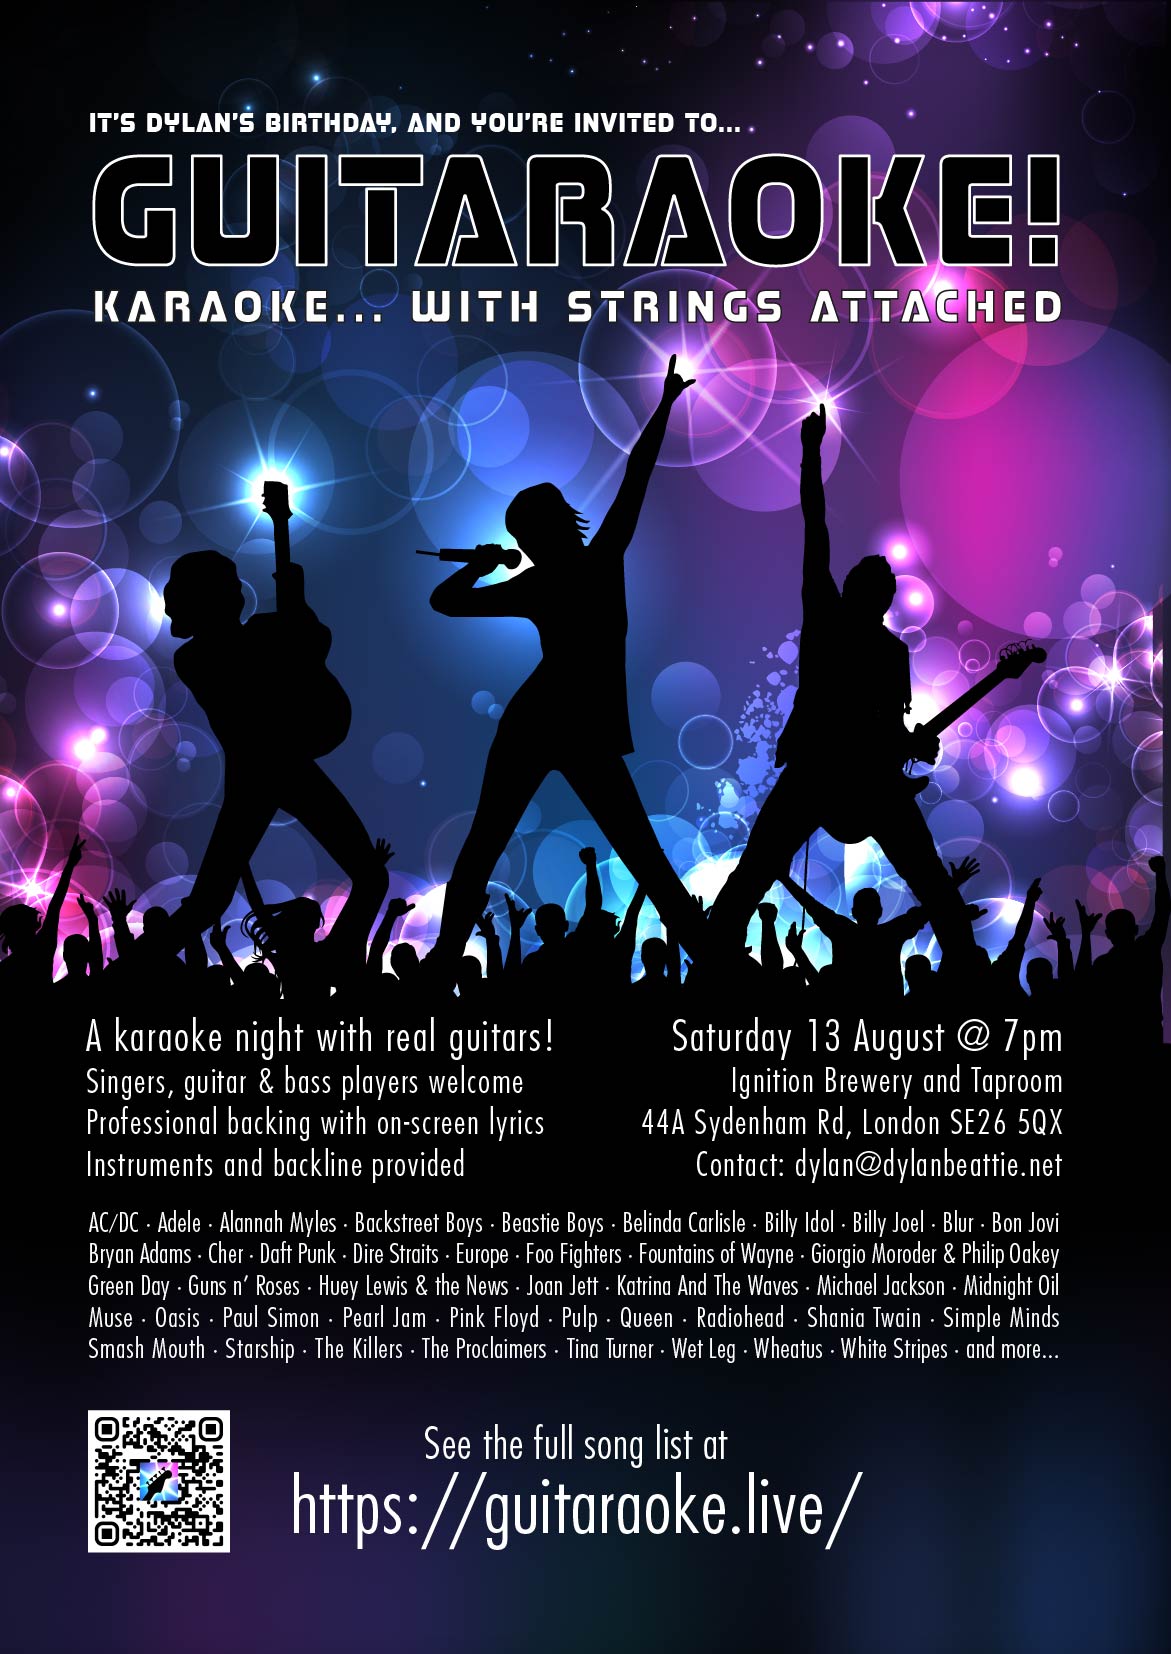 IT'S DYLAN'S BIRTHDAY, AND YOU'RE INVITED TO...
GUITARAOKE!
KARAOKE... WITH STRINGS ATTACHED
A karaoke night with real guitars!
Singers, guitar & bass players welcome
Professional backing with on-screen lyrics
Instruments and backline provided
Saturday 13 August @ 7pm
Ignition Brewery and Taproom
44A Sydenham Rd, London SE26 5QX
Contact: dylan@dylanbeattie.net
AC/DC · Adele · Alannah Myles · Backstreet Boys · Beastie Boys · Belinda Carlisle · Billy Idol · Billy Joel · Blur · Bon Jovi
Bryan Adams · Cher · Daft Punk · Dire Straits · Europe · Foo Fighters · Fountains of Wayne · Giorgio Moroder & Philip Oakey
Green Day · Guns n' Roses · Huey Lewis & the News · Joan Jett · Katrina And The Waves · Michael Jackson · Midnight Oil
Muse · Oasis · Paul Simon · Pearl Jam · Pink Floyd · Pulp · Queen · Radiohead · Shania Twain · Simple Minds
Smash Mouth · Starship · The Killers · The Proclaimers · Tina Turner · Wet Leg · Wheatus · White Stripes · and more...
See the full song list at
https://guitaraoke.live/